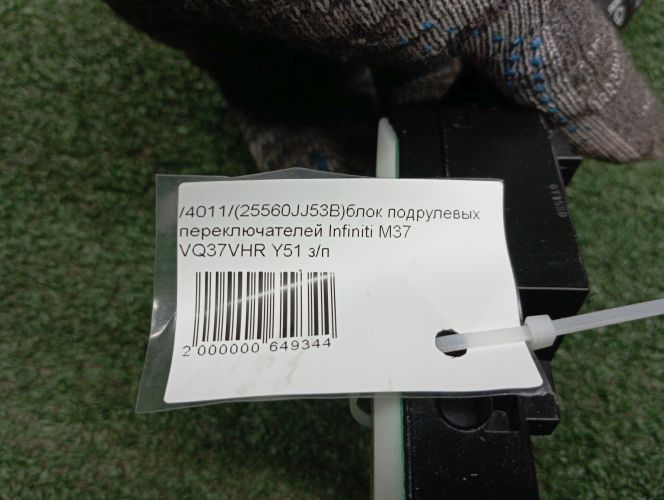 /4011/(25560JJ53B)блок подрулевых
переключателей Infiniti M37
VQ37VHR Y51 з/п
2 000000 649344